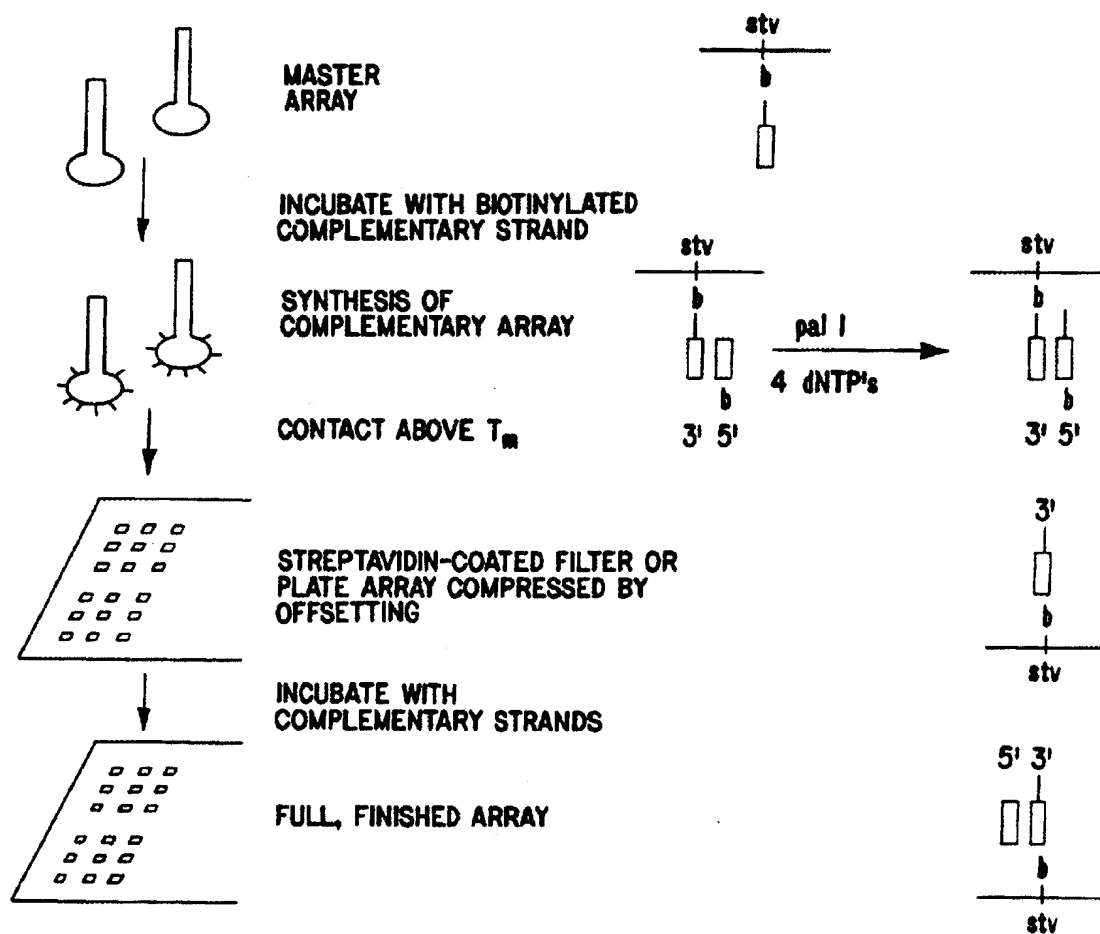 stv
b
MASTER
ARRAY
INCUBATE WITH BIOTINYLATED
COMPLEMENTARY STRAND
SYNTHESIS OF
COMPLEMENTARY ARRAY
stv
b
b
3' 5'
pal I
4 dNTP's
stv
b
b
3' 5'
CONTACT ABOVE Tm
STREPTAVIDIN-COATED FILTER OR
PLATE ARRAY COMPRESSED BY
OFFSETTING
3'
b
stv
INCUBATE WITH
COMPLEMENTARY STRANDS
FULL, FINISHED ARRAY
5' 3'
b
stv